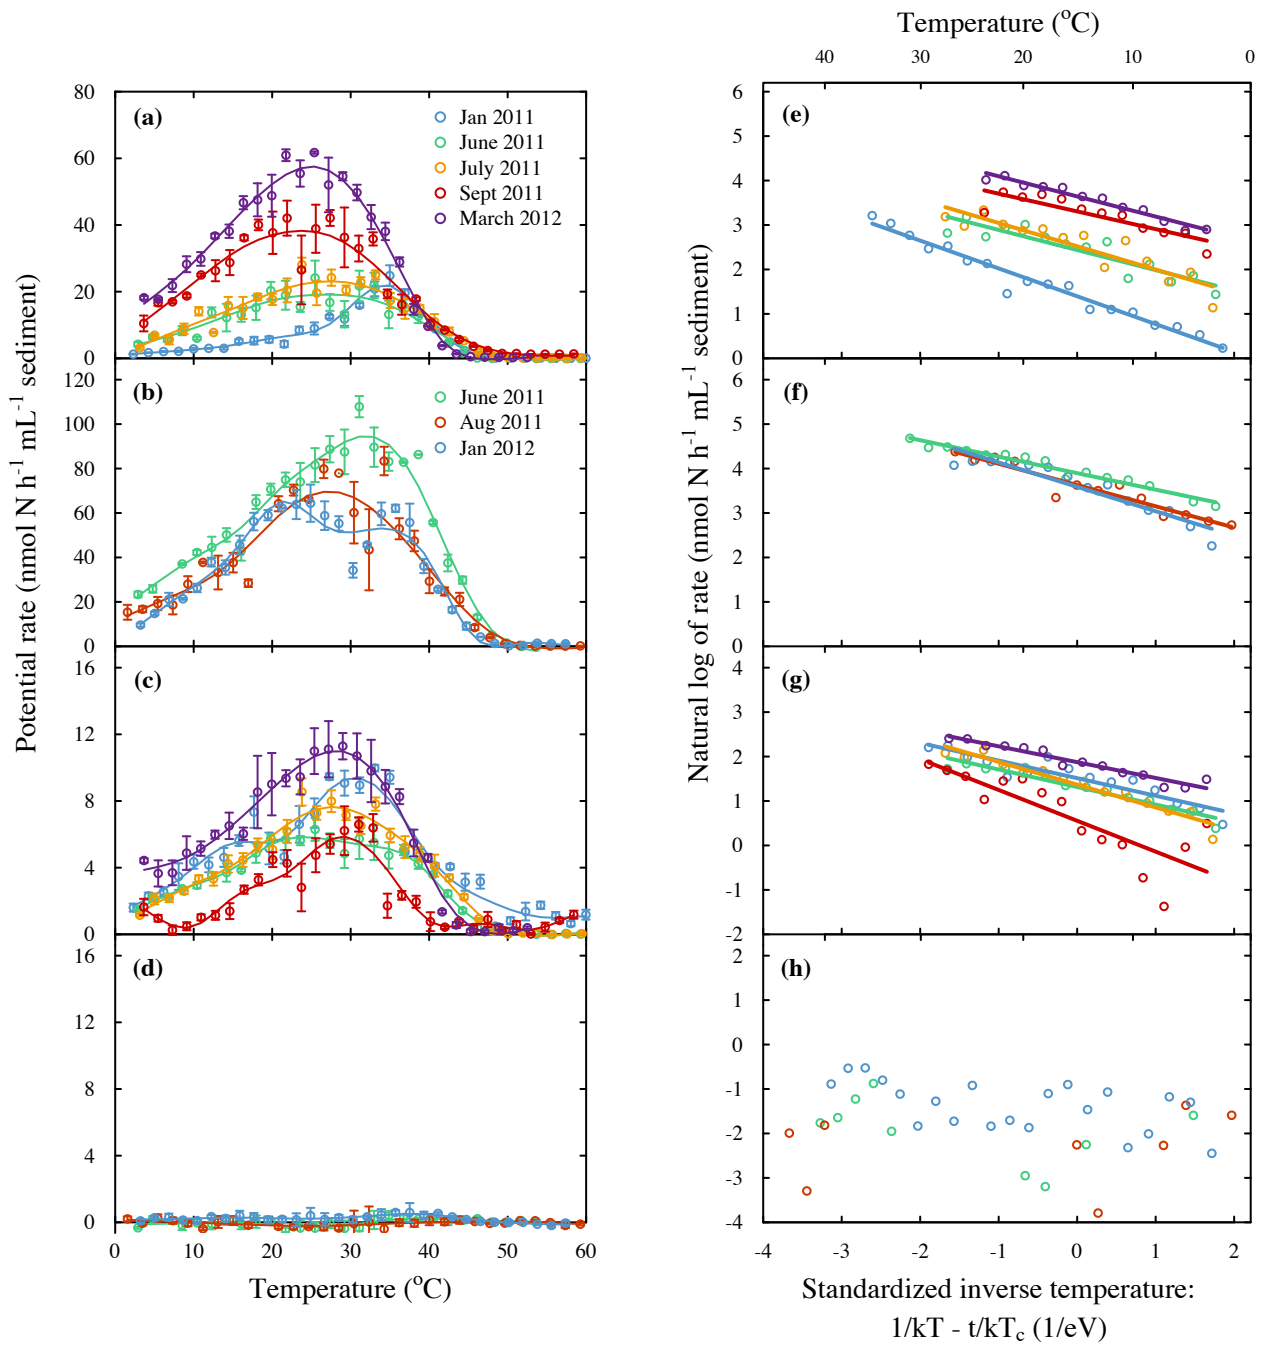 Temperature (°C)
40 30 20 10 0
80
60
40
20
0
(a)
Jan 2011
June 2011
July 2011
Sept 2011
March 2012
6
5
4
3
2
1
0
(e)
120
100
80
60
40
20
0
(b)
June 2011
Aug 2011
Jan 2012
6
5
4
3
2
1
0
(f)
Potential rate (nmol N h⁻¹ mL⁻¹ sediment)
Natural log of rate (nmol N h⁻¹ mL⁻¹ sediment)
16
12
8
4
0
(c)
4
3
2
1
0
-1
-2
(g)
16
12
8
4
0
(d)
2
1
0
-1
-2
-3
-4
(h)
0 10 20 30 40 50 60
-4 -3 -2 -1 0 1 2
Temperature (°C)
Standardized inverse temperature:
1/kT - t/kTc (1/eV)